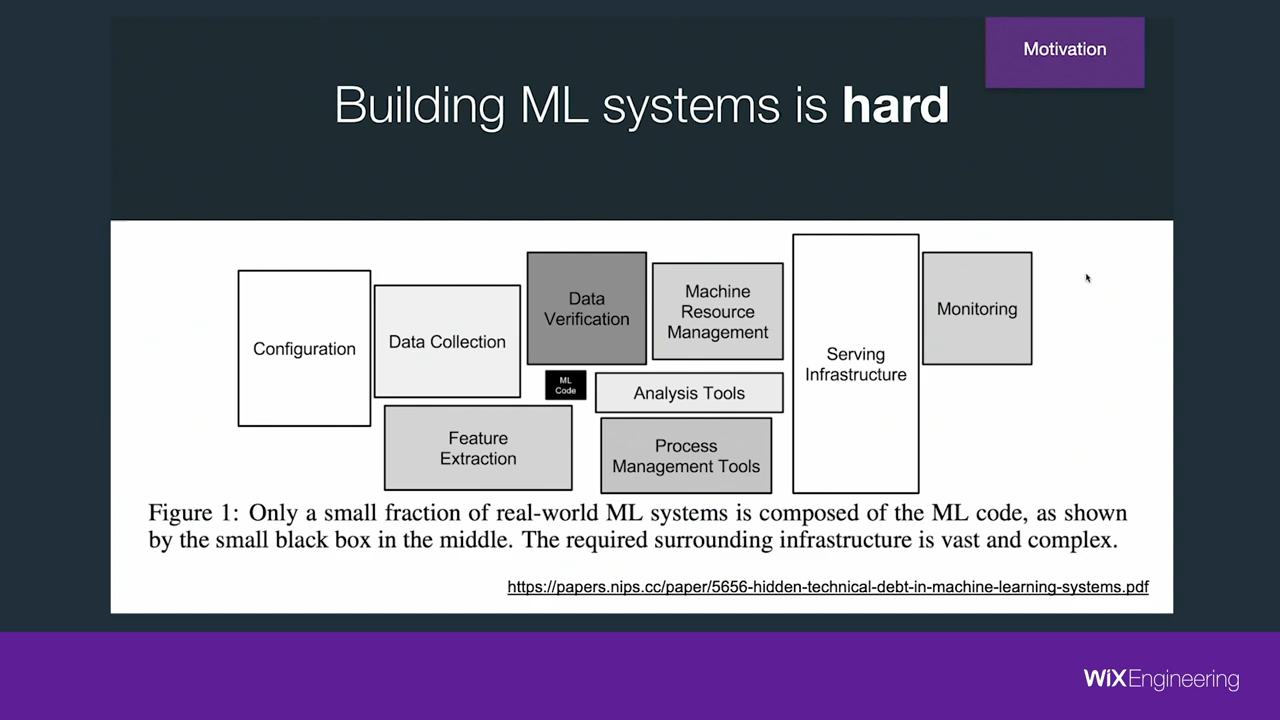 Motivation
Building ML systems is hard
Configuration
Data Collection
Data
Verification
Machine
Resource
Management
Serving
Infrastructure
Monitoring
ML
Code
Analysis Tools
Feature
Extraction
Process
Management Tools
Figure 1: Only a small fraction of real-world ML systems is composed of the ML code, as shown
by the small black box in the middle. The required surrounding infrastructure is vast and complex.
https://papers.nips.cc/paper/5656-hidden-technical-debt-in-machine-learning-systems.pdf
WiXEngineering